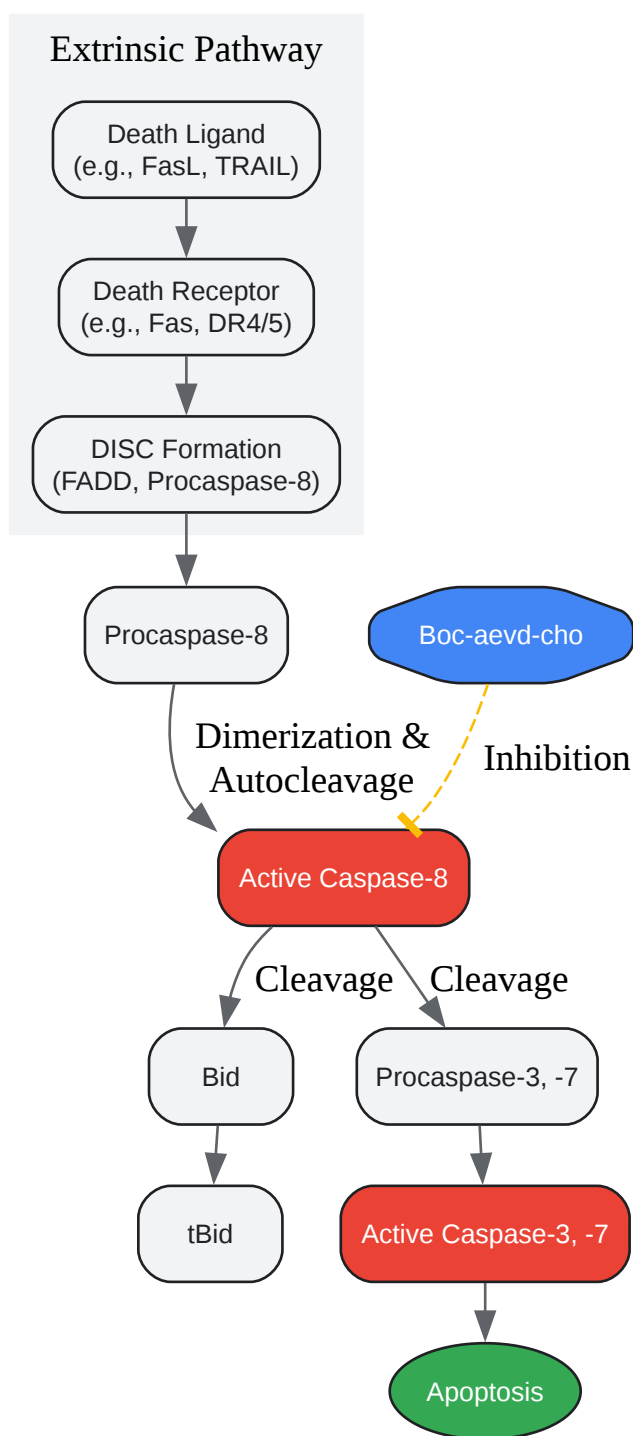 Extrinsic Pathway
Death Ligand
(e.g., FasL, TRAIL)
Death Receptor
(e.g., Fas, DR4/5)
DISC Formation
(FADD, Procaspase-8)
Procaspase-8
Boc-aevd-cho
Dimerization &
Autocleavage
Inhibition
Active Caspase-8
Cleavage
Cleavage
Bid
Procaspase-3, -7
tBid
Active Caspase-3, -7
Apoptosis